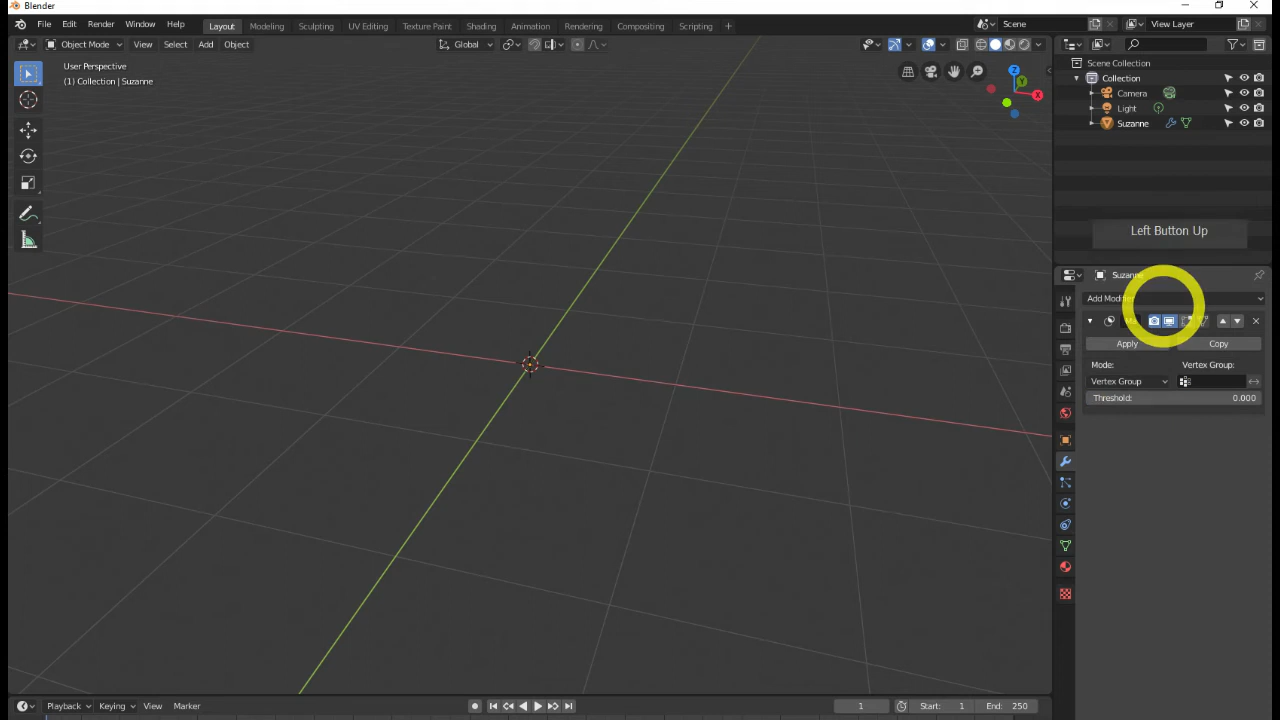 Blender
File Edit Render Window Help Layout Modeling Sculpting UV Editing Texture Paint Shading Animation Rendering Compositing Scripting + Scene View Layer
Object Mode View Select Add Object Global
User Perspective
(1) Collection | Suzanne
Z
Y
X
Scene Collection
Collection
Camera
Light
Suzanne
Left Button Up
Suzanne
Add Modifier
Apply Copy
Mode: Vertex Group:
Vertex Group
Threshold: 0.000
Playback Keying View Marker 1 Start: 1 End: 250